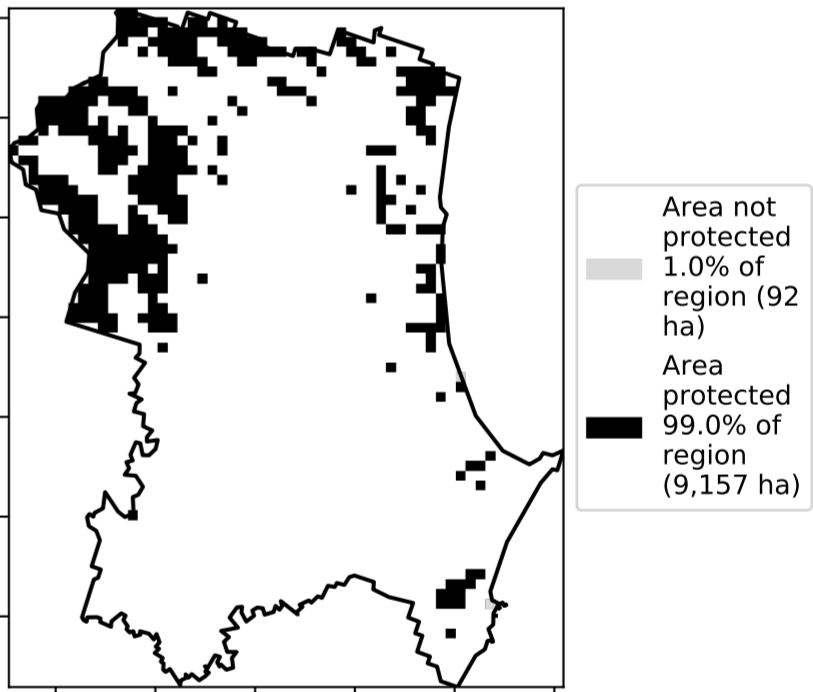 Area not
protected
1.0% of
region (92
ha)
Area
protected
99.0% of
region
(9,157 ha)